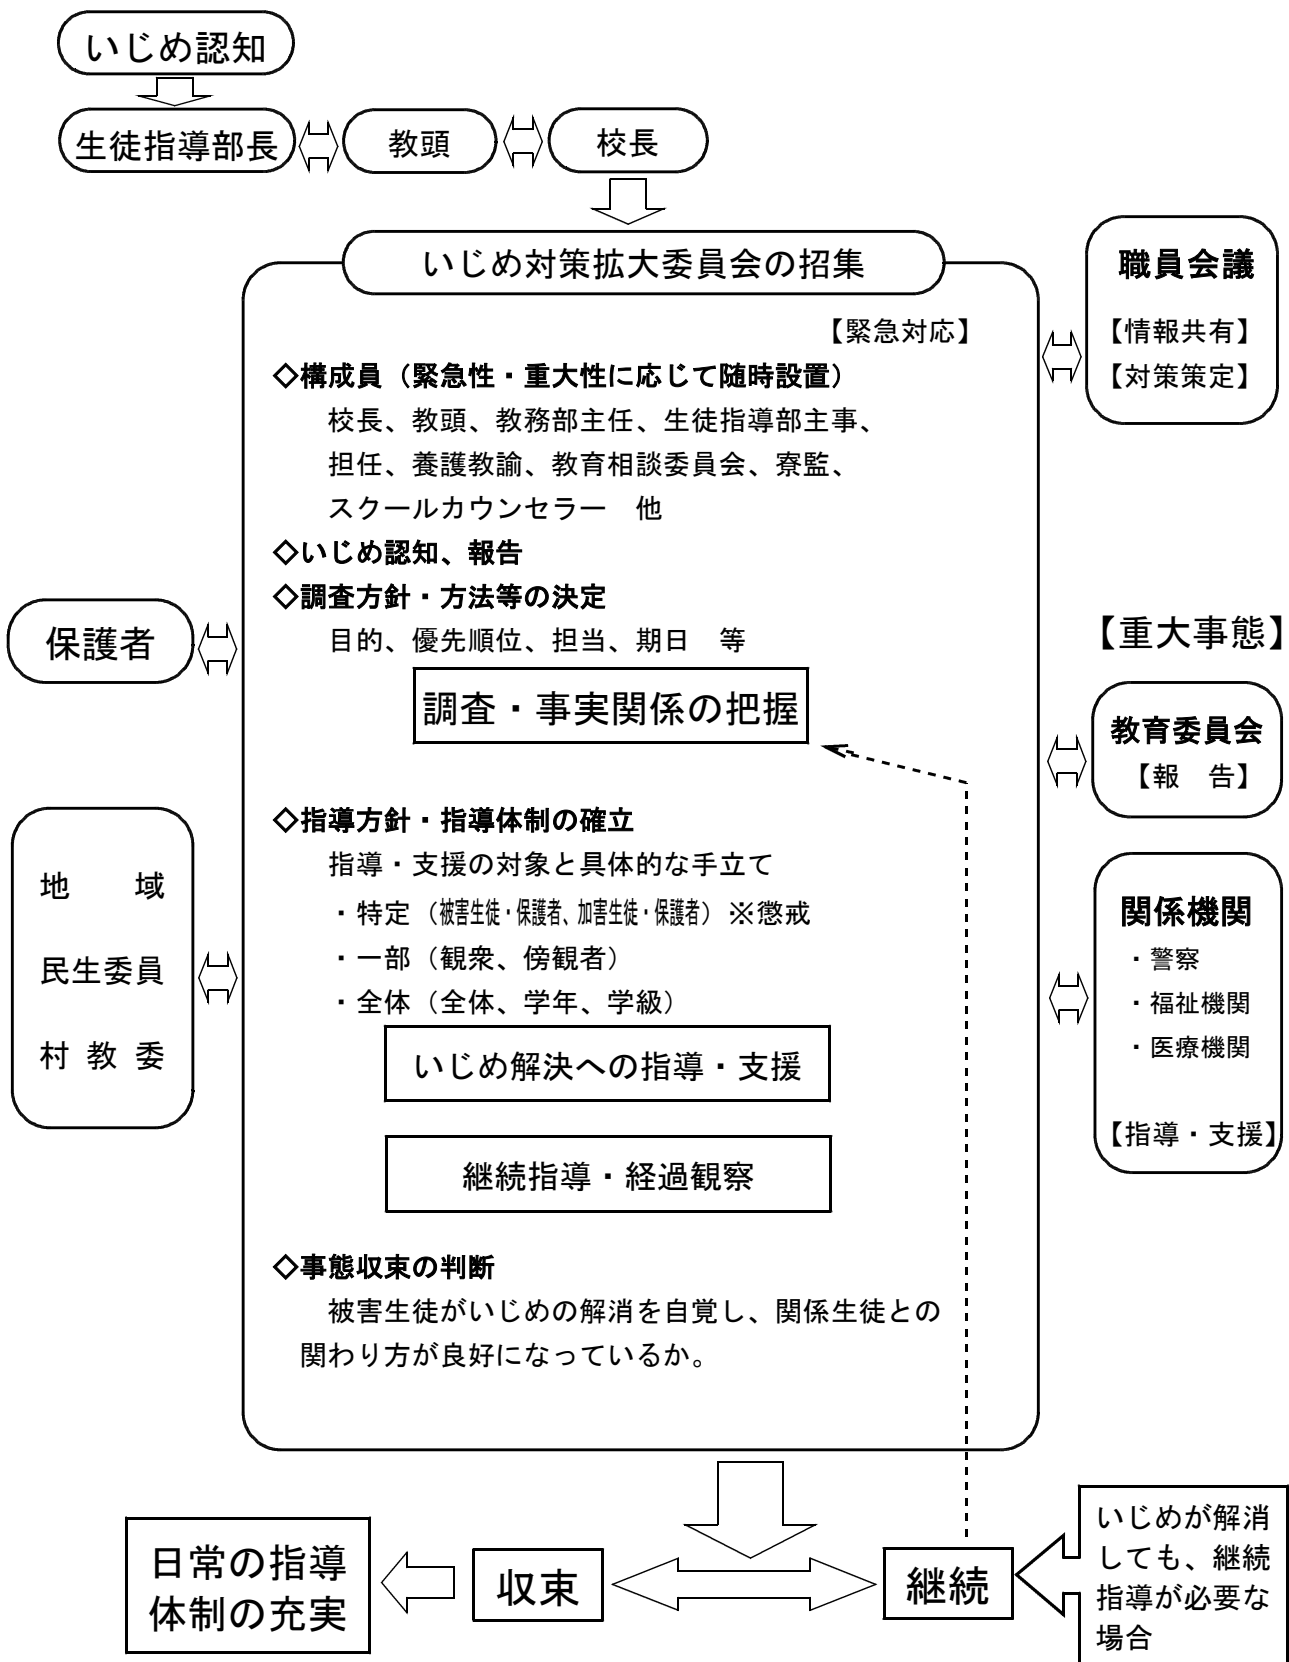 いじめ認知
生徒指導部長
教頭
校長
いじめ対策拡大委員会の招集
【緊急対応】
◇構成員（緊急性・重大性に応じて随時設置）
校長、教頭、教務部主任、生徒指導部主事、
担任、養護教諭、教育相談委員会、寮監、
スクールカウンセラー　他
◇いじめ認知、報告
◇調査方針・方法等の決定
目的、優先順位、担当、期日　等
調査・事実関係の把握
◇指導方針・指導体制の確立
指導・支援の対象と具体的な手立て
・特定（被害生徒・保護者、加害生徒・保護者）※懲戒
・一部（観衆、傍観者）
・全体（全体、学年、学級）
いじめ解決への指導・支援
継続指導・経過観察
◇事態収束の判断
被害生徒がいじめの解消を自覚し、関係生徒との
関わり方が良好になっているか。
職員会議
【情報共有】
【対策策定】
保護者
地　　域
民生委員
村 教 委
【重大事態】
教育委員会
【報　告】
関係機関
・警察
・福祉機関
・医療機関
【指導・支援】
日常の指導
体制の充実
収束
継続
いじめが解消
しても、継続
指導が必要な
場合